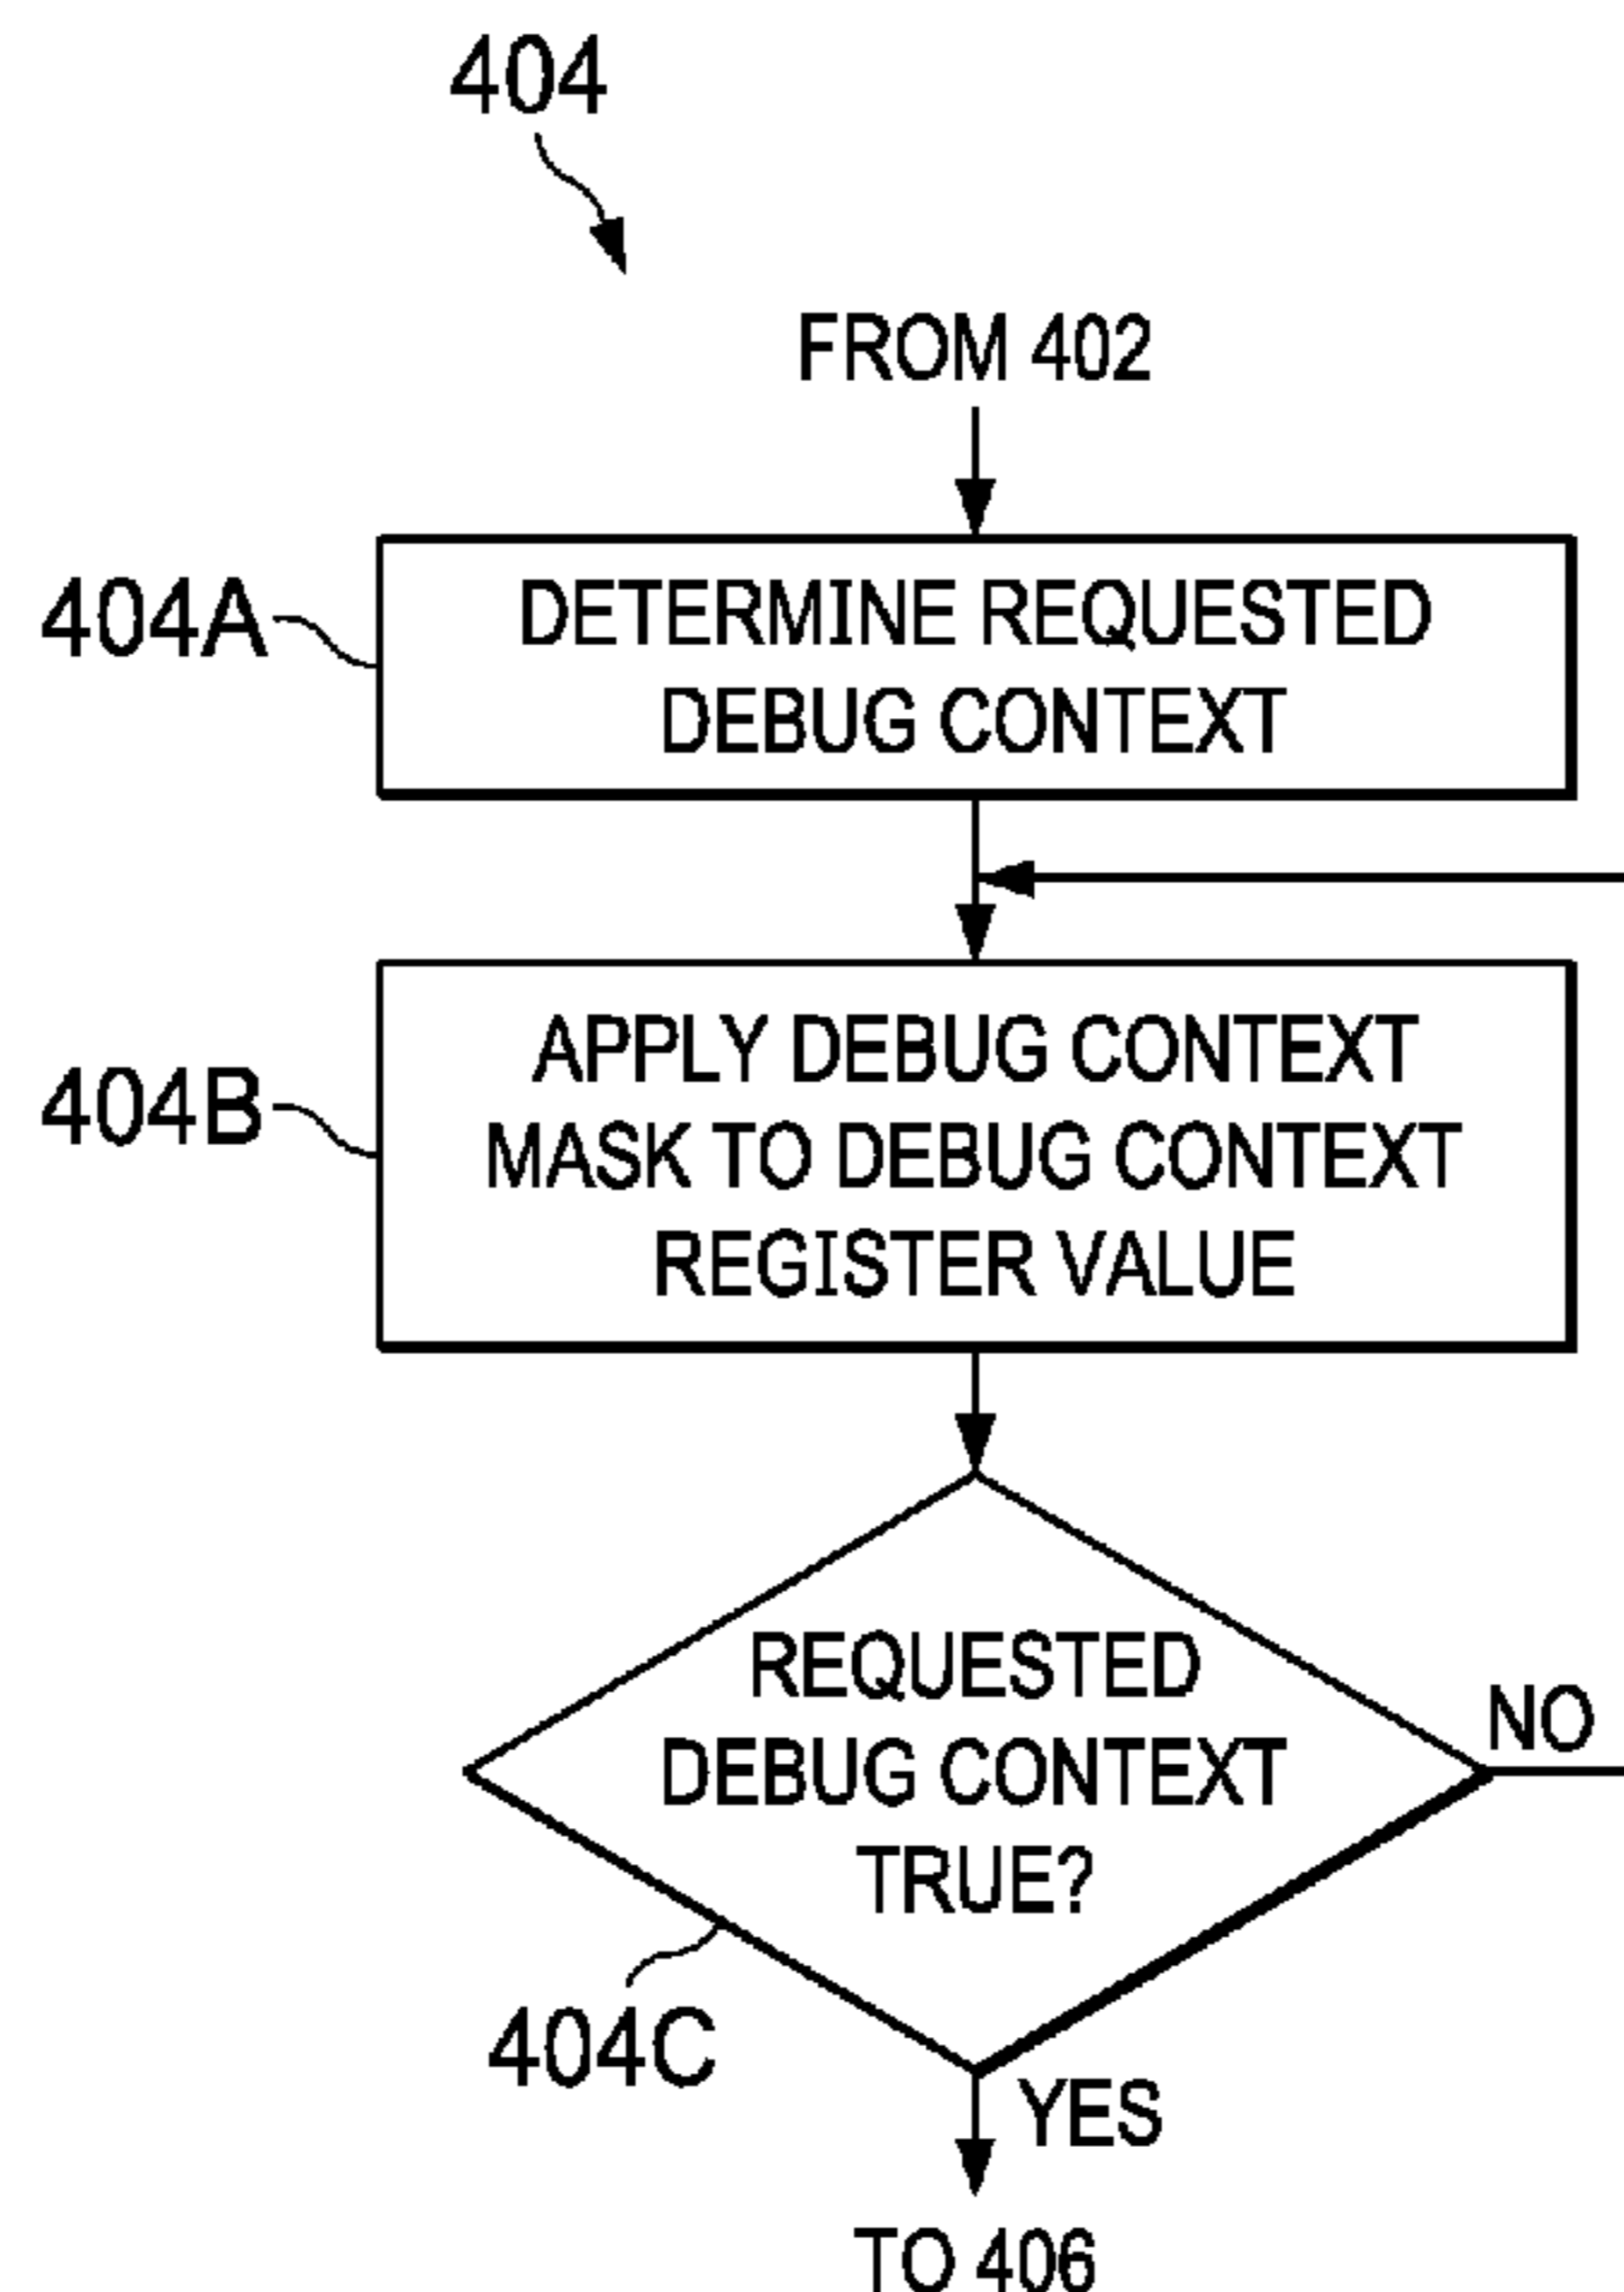 404
FROM 402
404A
DETERMINE REQUESTED
DEBUG CONTEXT
404B
APPLY DEBUG CONTEXT
MASK TO DEBUG CONTEXT
REGISTER VALUE
REQUESTED
DEBUG CONTEXT
TRUE?
NO
404C
YES
TO 406